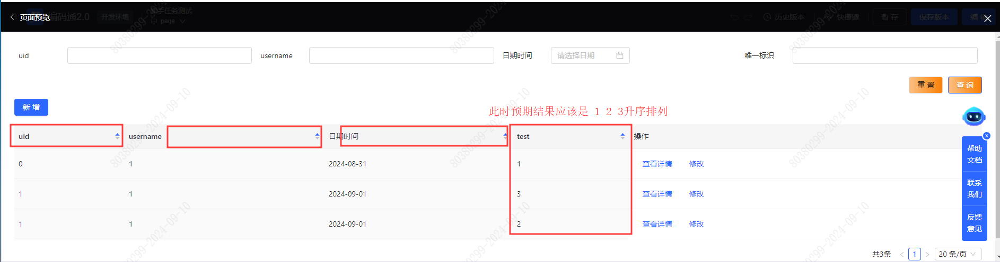 页面预览
编码通2.0
开发环境
新手任务测试
page
历史版本
快捷键
暂 存
保存版本
编 辑
uid
username
日期时间
请选择日期
唯一标识
重 置
查 询
新 增
此时预期结果应该是 1 2 3升序排列
uid
username
日期时间
test
操作
0
1
2024-08-31
1
查看详情
修改
1
1
2024-09-01
3
查看详情
修改
1
1
2024-09-01
2
查看详情
修改
帮助
文档
联系
我们
反馈
意见
共3条
1
20 条/页
80380299-2024-09-10